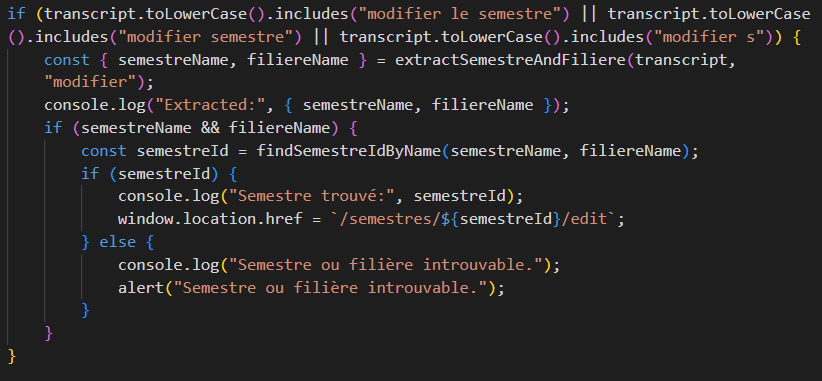 if (transcript.toLowerCase().includes("modifier le semestre") || transcript.toLowerCase
().includes("modifier semestre") || transcript.toLowerCase().includes("modifier s")) {
    const { semestreName, filiereName } = extractSemestreAndFiliere(transcript,
    "modifier");
    console.log("Extracted:", { semestreName, filiereName });
    if (semestreName && filiereName) {
        const semestreId = findSemestreIdByName(semestreName, filiereName);
        if (semestreId) {
            console.log("Semestre trouvé:", semestreId);
            window.location.href = `/semestres/${semestreId}/edit`;
        } else {
            console.log("Semestre ou filière introuvable.");
            alert("Semestre ou filière introuvable.");
        }
    }
}